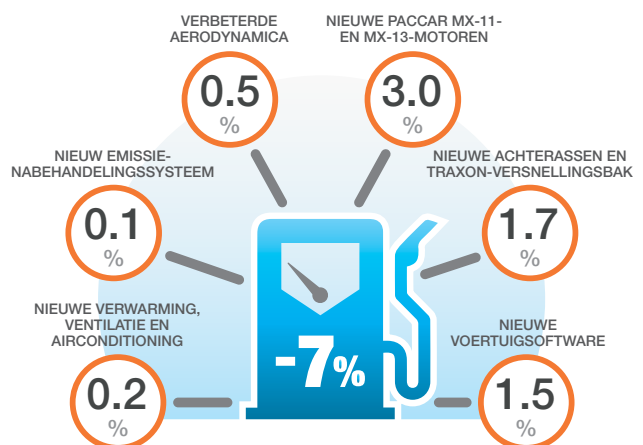 VERBETERDE
AERODYNAMICA
0.5
%
NIEUWE PACCAR MX-11-
EN MX-13-MOTOREN
3.0
%
NIEUW EMISSIE-
NABEHANDELINGSSYSTEEM
0.1
%
NIEUWE ACHTERASSEN EN
TRAXON-VERSNELLINGSBAK
1.7
%
NIEUWE VERWARMING,
VENTILATIE EN
AIRCONDITIONING
0.2
%
-7%
NIEUWE
VOERTUIGSOFTWARE
1.5
%